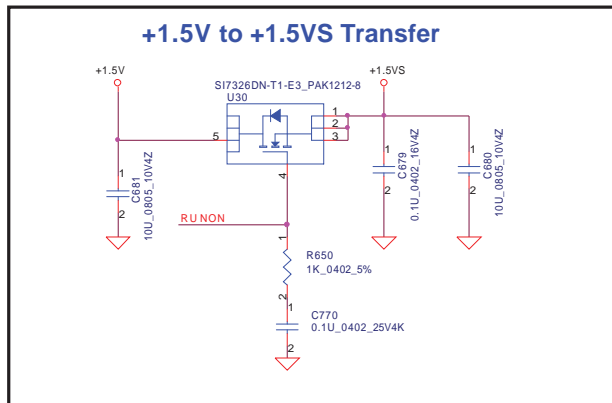 +1.5V to +1.5VS Transfer
+1.5V
SI7326DN-T1-E3_PAK1212-8
U30
+1.5VS
5
1
2
3
4
1
C681
10U_0805_10V4Z
2
1
C679
0.1U_0402_16V4Z
2
1
C680
10U_0805_10V4Z
2
RUNON
1
R650
1K_0402_5%
2
1
C770
0.1U_0402_25V4K
2